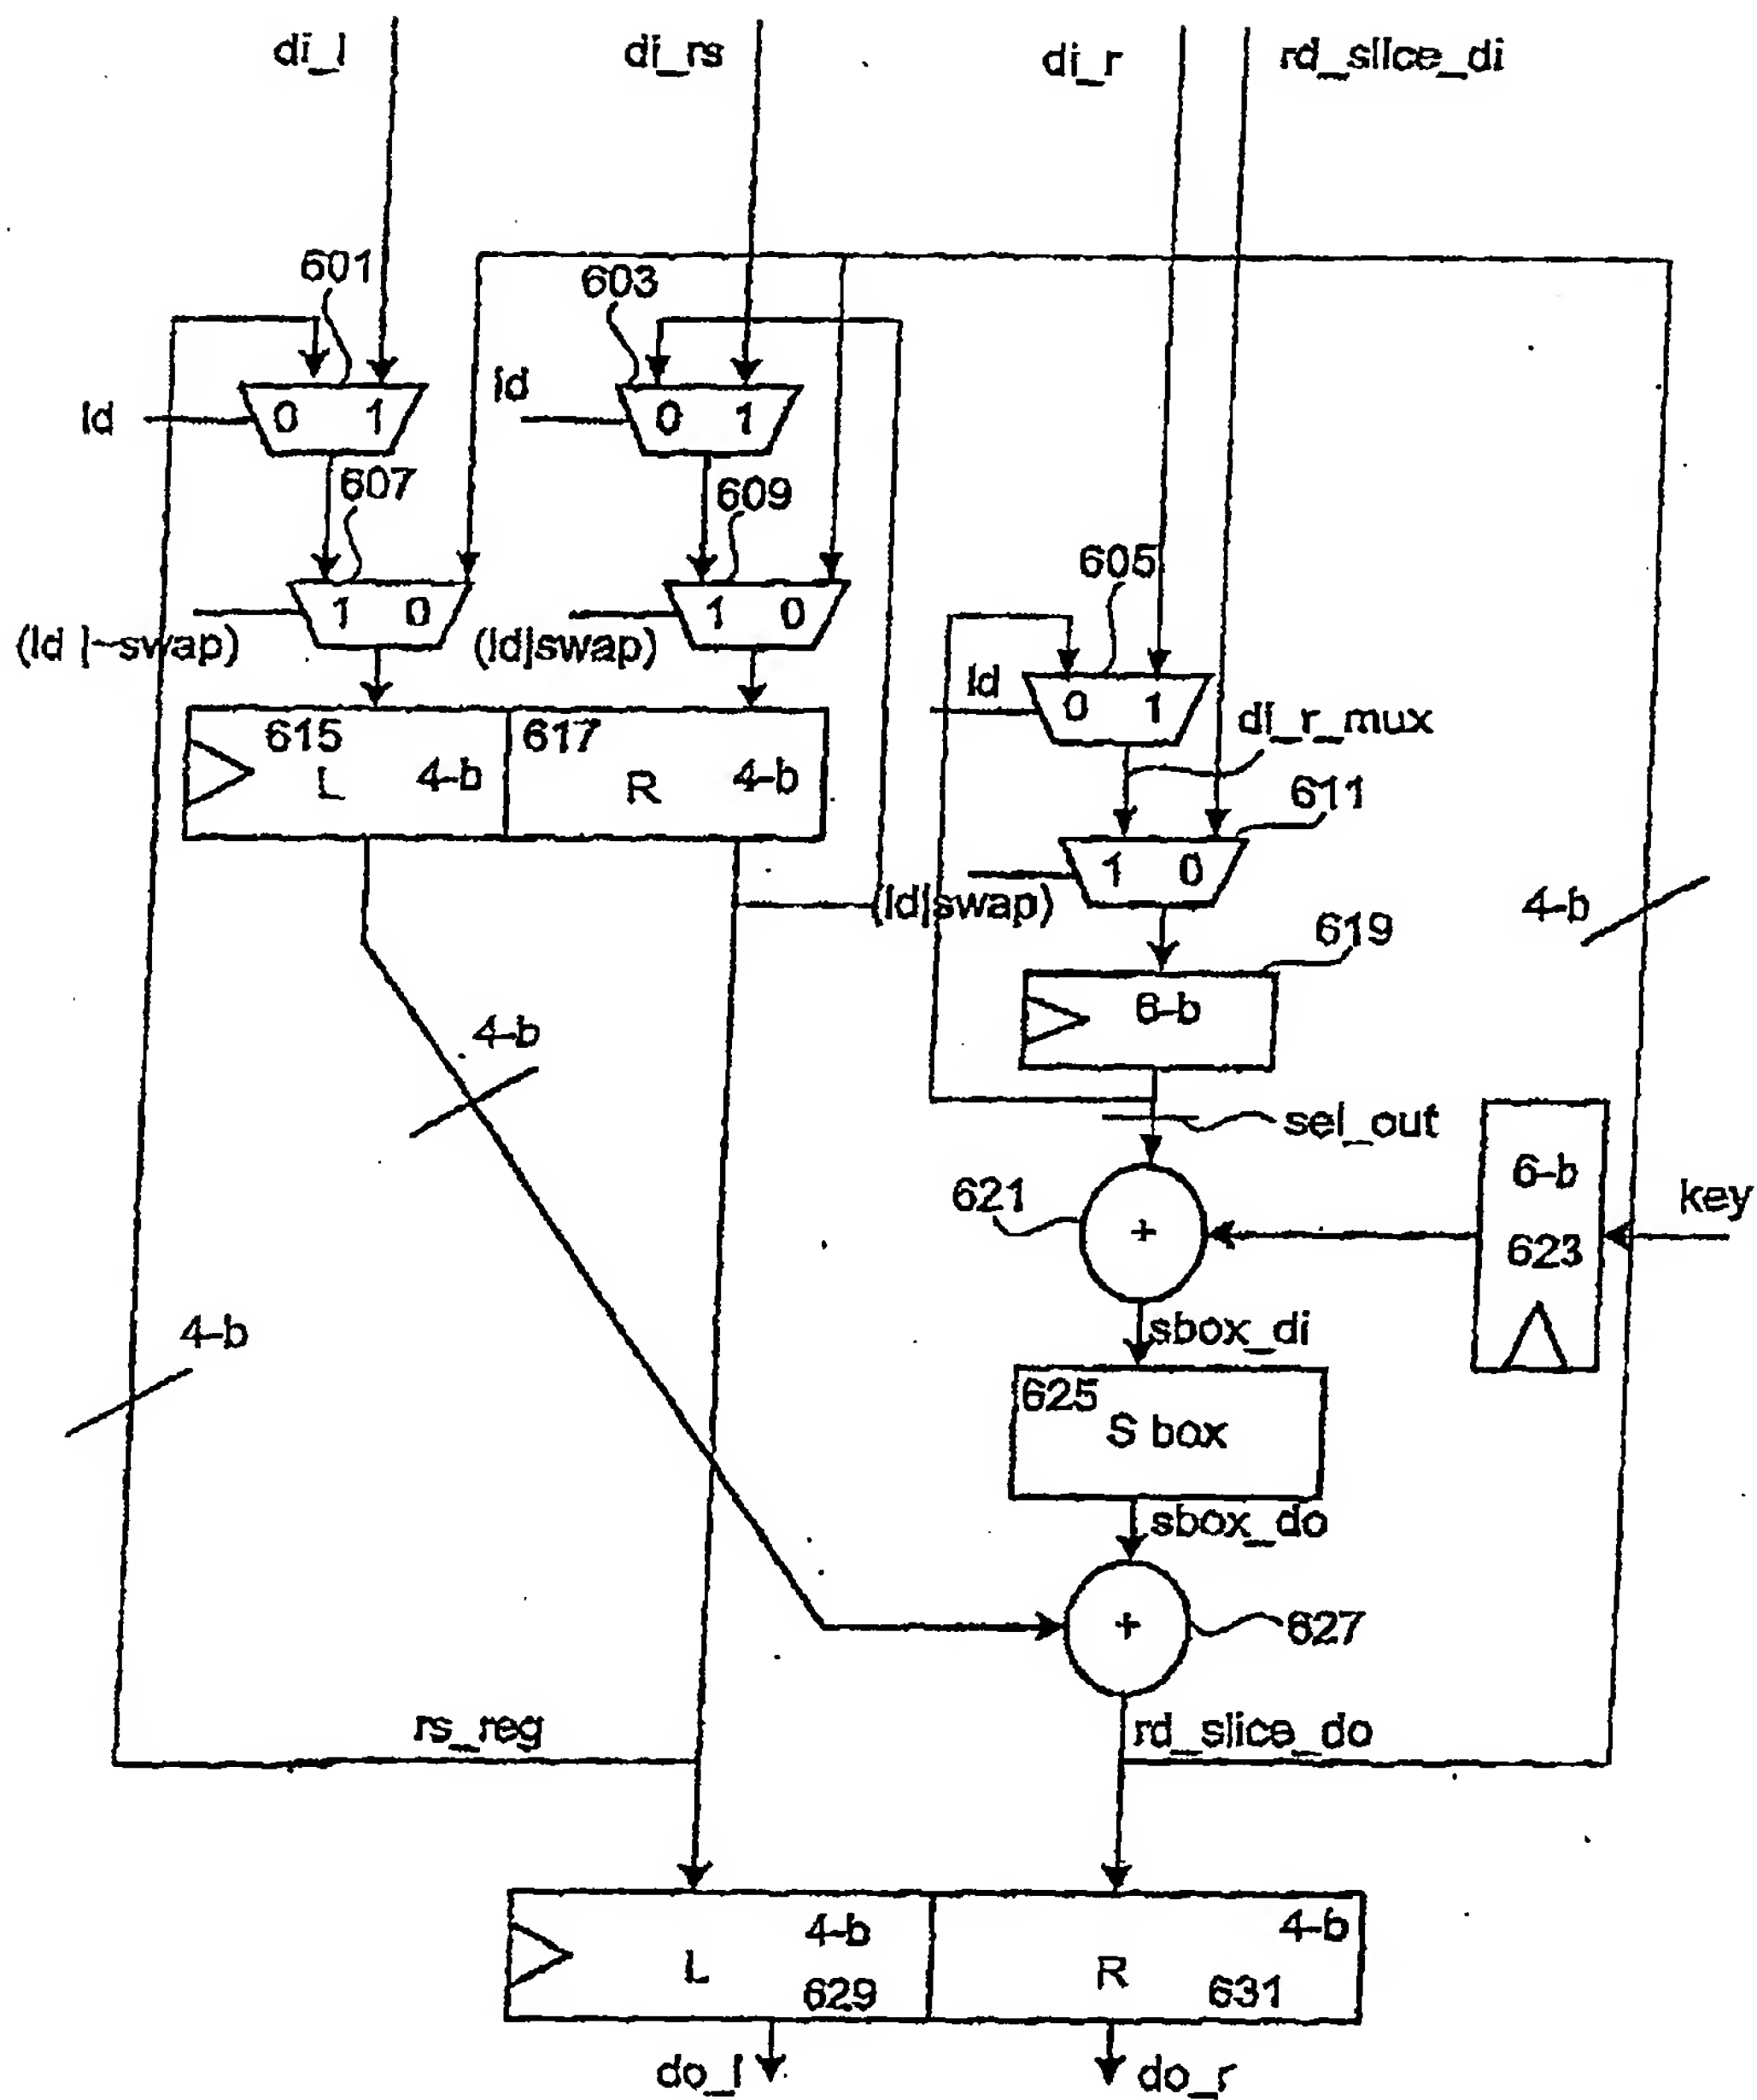 di_l di_rs di_r rd_slice_di
601
603
ld 0 1
ld 0 1
607
609
605
(ld |~swap) 1 0
(ld|swap) 1 0
ld 0 1
di_r_mux
615 L 4-b
617 R 4-b
611
(ld|swap) 1 0
4-b
619
6-b
4-b
sel_out
621 +
6-b 623
key
4-b
sbox_di
625
S box
sbox_do
+ 627
rs_reg
rd_slice_do
L 4-b 629
R 4-b 631
do_l
do_r